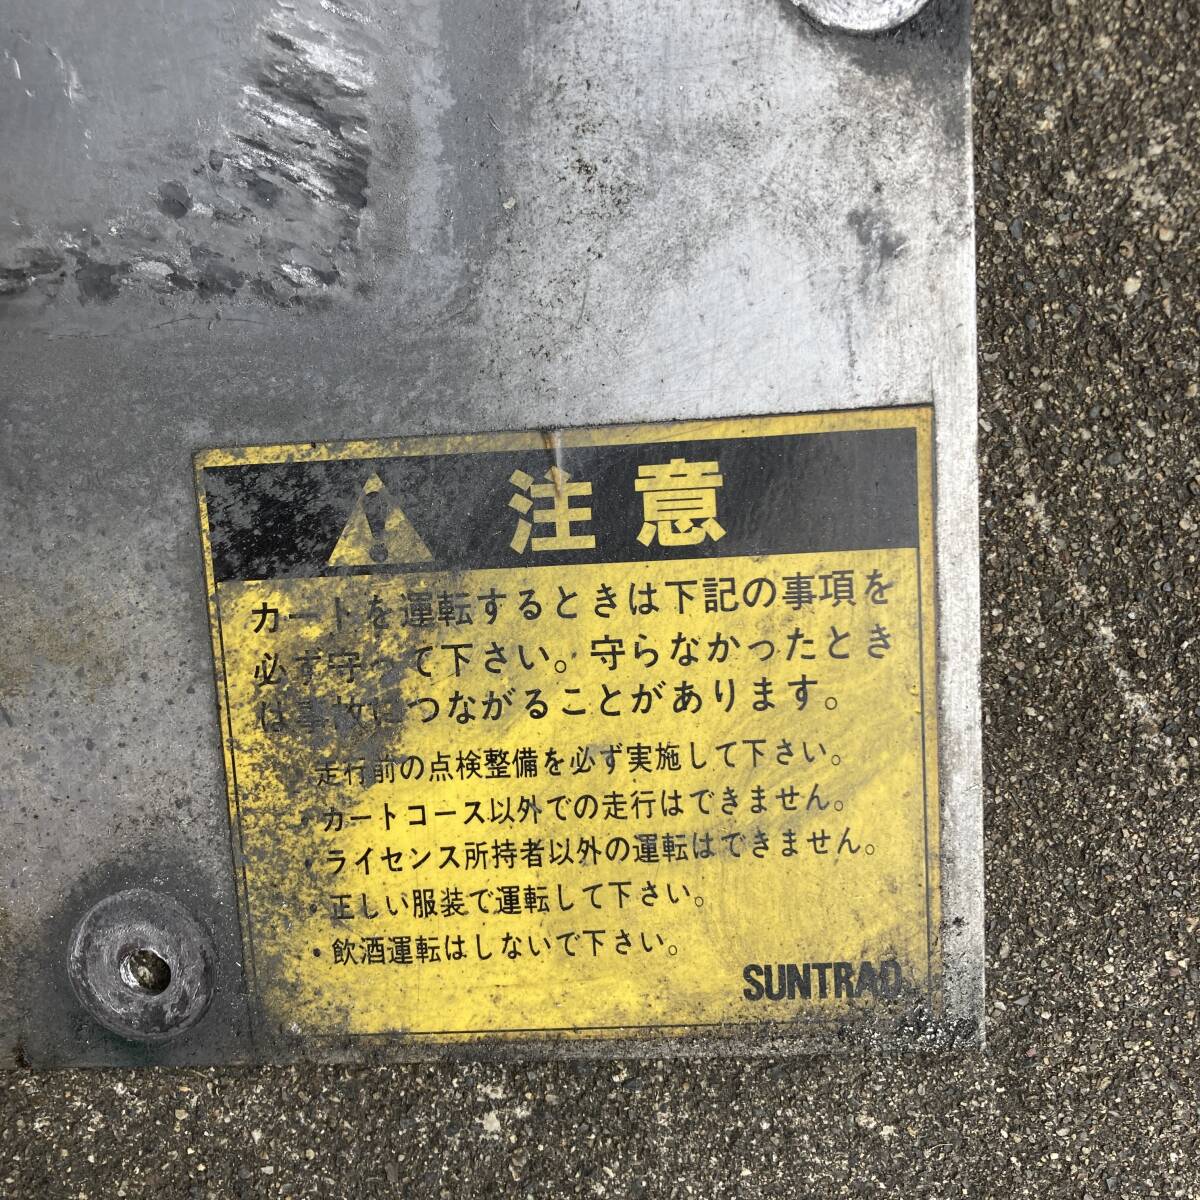 注意
カートを運転するときは下記の事項を
必ず守って下さい。守らなかったとき
は事故につながることがあります。
・走行前の点検整備を必ず実施して下さい。
・カートコース以外での走行はできません。
・ライセンス所持者以外の運転はできません。
・正しい服装で運転して下さい。
・飲酒運転はしないで下さい。
SUNTRAD.